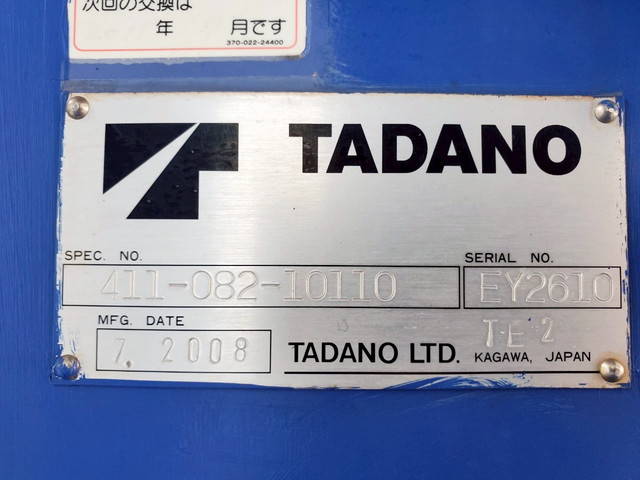 次回の交換は
年 月です
370-022-24400
TADANO
SPEC. NO. SERIAL NO.
411-082-10110 EY2610
MFG. DATE T-E-2
7. 2008 TADANO LTD. KAGAWA, JAPAN